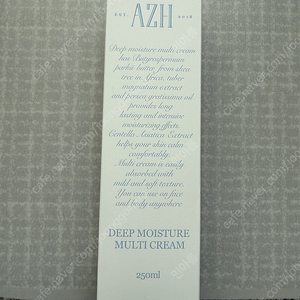 EST. AZH 2018
Deep moisture multi cream
has Butyrospermum
parkii butter from shea
tree in Africa, tuber
magnatum extract
and persea gratissima oil
provides long
lasting and intensive
moisturizing effects.
Centella Asiatica Extract
helps your skin calm
comfortably.
Multi cream is easily
absorbed with
mild and soft texture.
You can use on face
and body anywhere
DEEP MOISTURE
MULTI CREAM
250ml